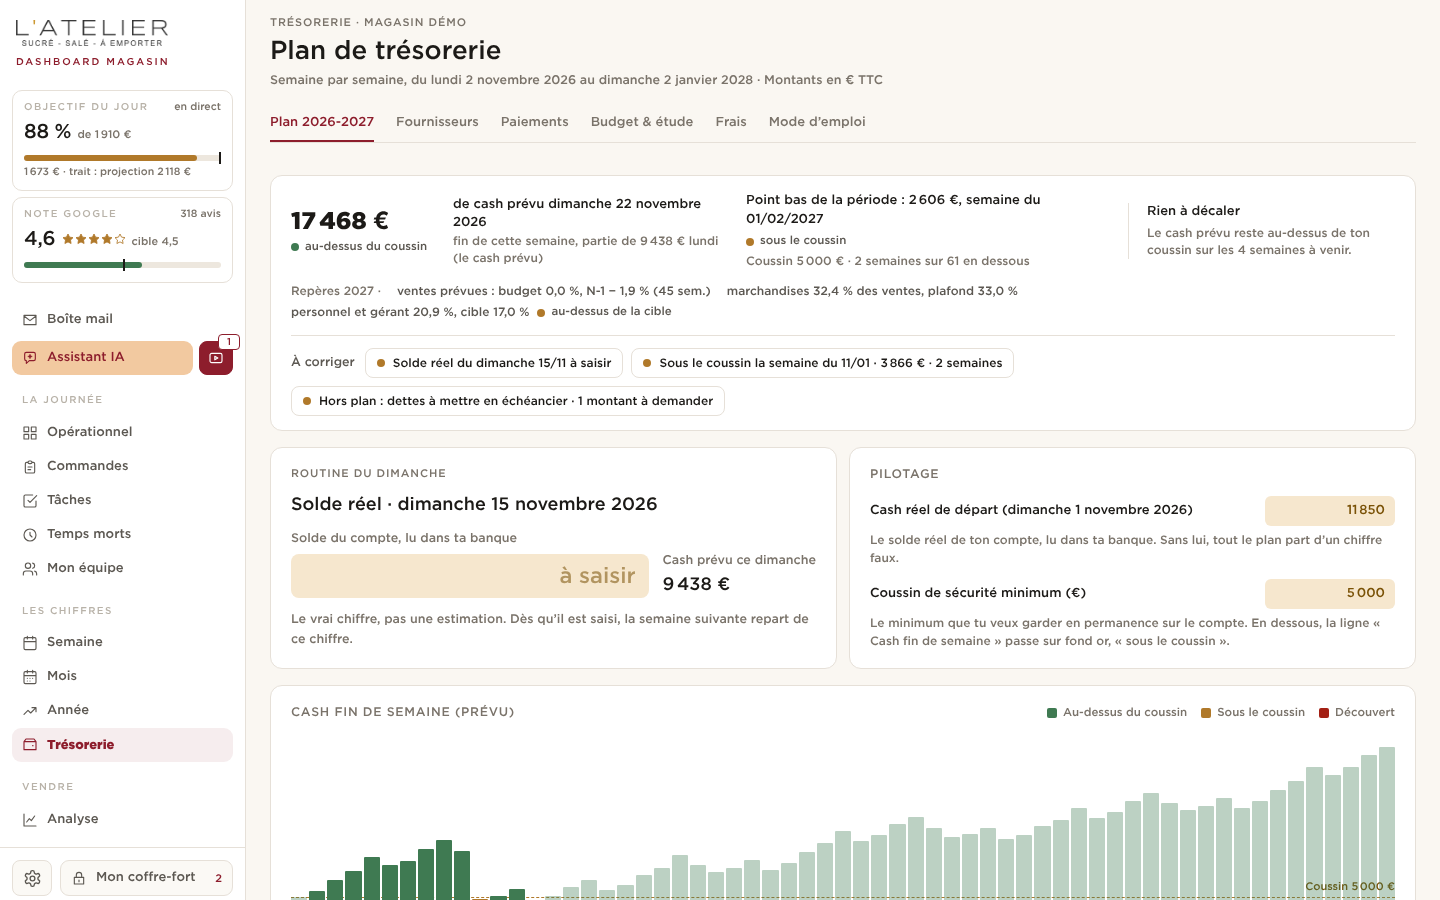 L'ATELIER
SUCRÉ - SALÉ - À EMPORTER
DASHBOARD MAGASIN
OBJECTIF DU JOUR en direct
88 % de 1 910 €
1 673 € · trait : projection 2 118 €
NOTE GOOGLE 318 avis
4,6 cible 4,5
Boîte mail
Assistant IA 1
LA JOURNÉE
Opérationnel
Commandes
Tâches
Temps morts
Mon équipe
LES CHIFFRES
Semaine
Mois
Année
Trésorerie
VENDRE
Analyse
Mon coffre-fort 2
TRÉSORERIE · MAGASIN DÉMO
Plan de trésorerie
Semaine par semaine, du lundi 2 novembre 2026 au dimanche 2 janvier 2028 · Montants en € TTC
Plan 2026-2027 Fournisseurs Paiements Budget & étude Frais Mode d’emploi
17 468 €
au-dessus du coussin
de cash prévu dimanche 22 novembre
2026
fin de cette semaine, partie de 9 438 € lundi
(le cash prévu)
Point bas de la période : 2 606 €, semaine du
01/02/2027
sous le coussin
Coussin 5 000 € · 2 semaines sur 61 en dessous
Rien à décaler
Le cash prévu reste au-dessus de ton
coussin sur les 4 semaines à venir.
Repères 2027 · ventes prévues : budget 0,0 %, N-1 − 1,9 % (45 sem.) marchandises 32,4 % des ventes, plafond 33,0 %
personnel et gérant 20,9 %, cible 17,0 % au-dessus de la cible
À corriger Solde réel du dimanche 15/11 à saisir Sous le coussin la semaine du 11/01 · 3 866 € · 2 semaines
Hors plan : dettes à mettre en échéancier · 1 montant à demander
ROUTINE DU DIMANCHE
Solde réel · dimanche 15 novembre 2026
Solde du compte, lu dans ta banque
à saisir
Cash prévu ce dimanche
9 438 €
Le vrai chiffre, pas une estimation. Dès qu’il est saisi, la semaine suivante repart de
ce chiffre.
PILOTAGE
Cash réel de départ (dimanche 1 novembre 2026) 11 850
Le solde réel de ton compte, lu dans ta banque. Sans lui, tout le plan part d’un chiffre
faux.
Coussin de sécurité minimum (€) 5 000
Le minimum que tu veux garder en permanence sur le compte. En dessous, la ligne «
Cash fin de semaine » passe sur fond or, « sous le coussin ».
CASH FIN DE SEMAINE (PRÉVU)
Au-dessus du coussin Sous le coussin Découvert
Coussin 5 000 €